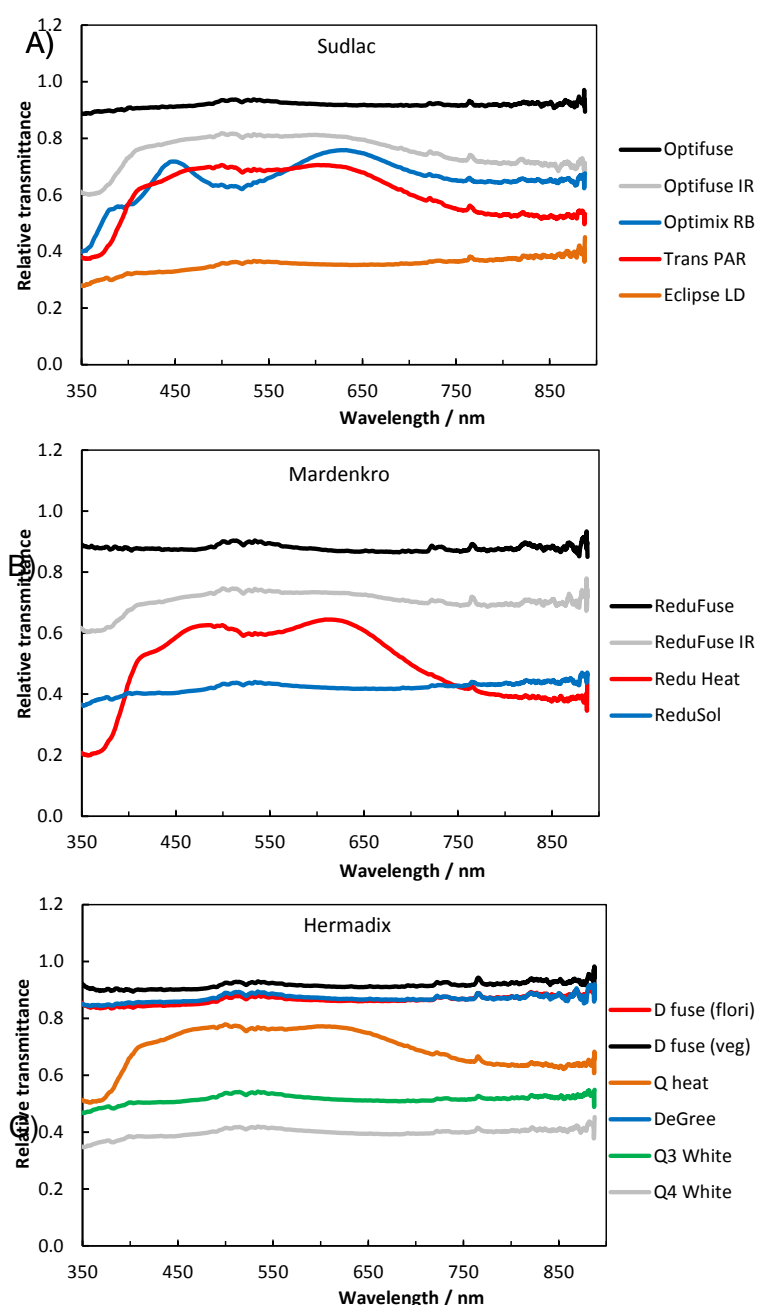 A)
Sudlac
Relative transmittance
1.2
1.0
0.8
0.6
0.4
0.2
0.0
350 450 550 650 750 850
Wavelength / nm
Optifuse
Optifuse IR
Optimix RB
Trans PAR
Eclipse LD
B)
Mardenkro
Relative transmittance
1.2
1.0
0.8
0.6
0.4
0.2
0.0
350 450 550 650 750 850
Wavelength / nm
ReduFuse
ReduFuse IR
Redu Heat
ReduSol
C)
Hermadix
Relative transmittance
1.2
1.0
0.8
0.6
0.4
0.2
0.0
350 450 550 650 750 850
Wavelength / nm
D fuse (flori)
D fuse (veg)
Q heat
DeGree
Q3 White
Q4 White